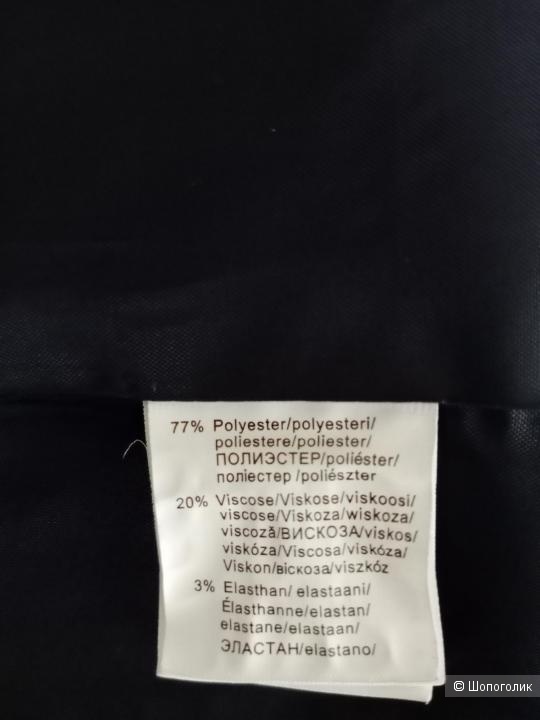 77% Polyester/polyesteri/
poliestere/poliester/
ПОЛИЭСТЕР/poliéster/
поліестер /poliészter
20% Viscose/Viskose/viskoosi/
viscose/Viskoza/wiskoza/
viscoză/ВИСКОЗА/viskos/
viskóza/Viscosa/viskóza/
Viskon/віскоза/viszkóz
3% Elasthan/ elastaani/
Élasthanne/elastan/
elastane/elastaan/
ЭЛАСТАН/elastano/
© Шопоголик